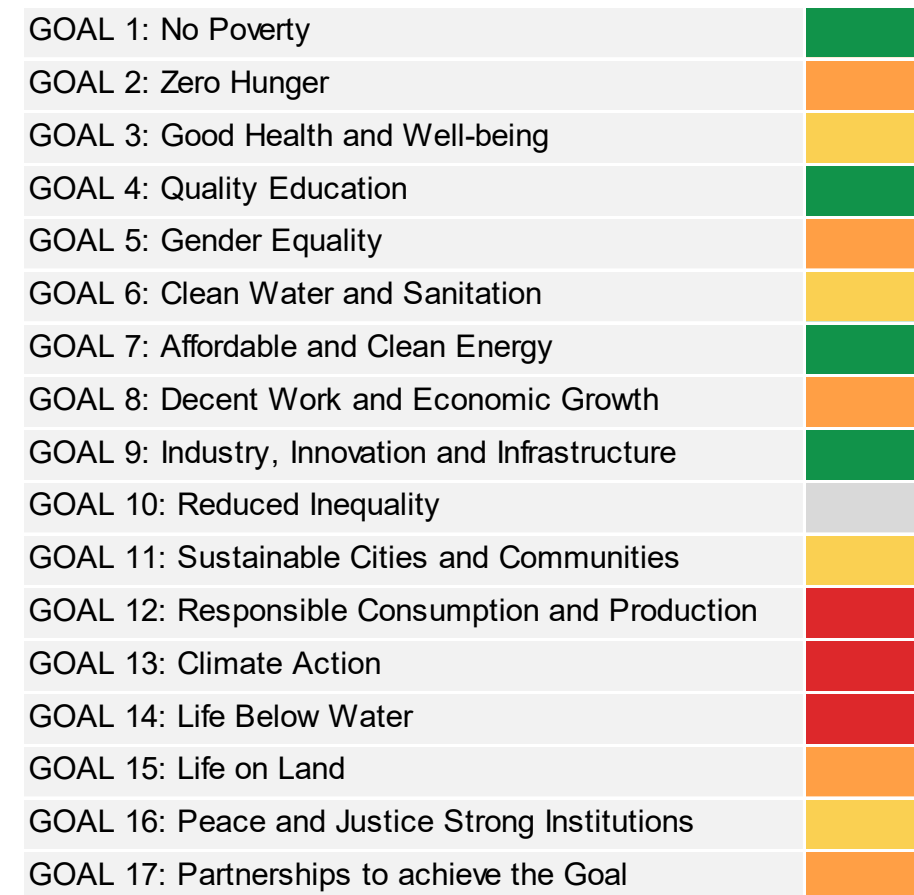 GOAL 1: No Poverty
GOAL 2: Zero Hunger
GOAL 3: Good Health and Well-being
GOAL 4: Quality Education
GOAL 5: Gender Equality
GOAL 6: Clean Water and Sanitation
GOAL 7: Affordable and Clean Energy
GOAL 8: Decent Work and Economic Growth
GOAL 9: Industry, Innovation and Infrastructure
GOAL 10: Reduced Inequality
GOAL 11: Sustainable Cities and Communities
GOAL 12: Responsible Consumption and Production
GOAL 13: Climate Action
GOAL 14: Life Below Water
GOAL 15: Life on Land
GOAL 16: Peace and Justice Strong Institutions
GOAL 17: Partnerships to achieve the Goal